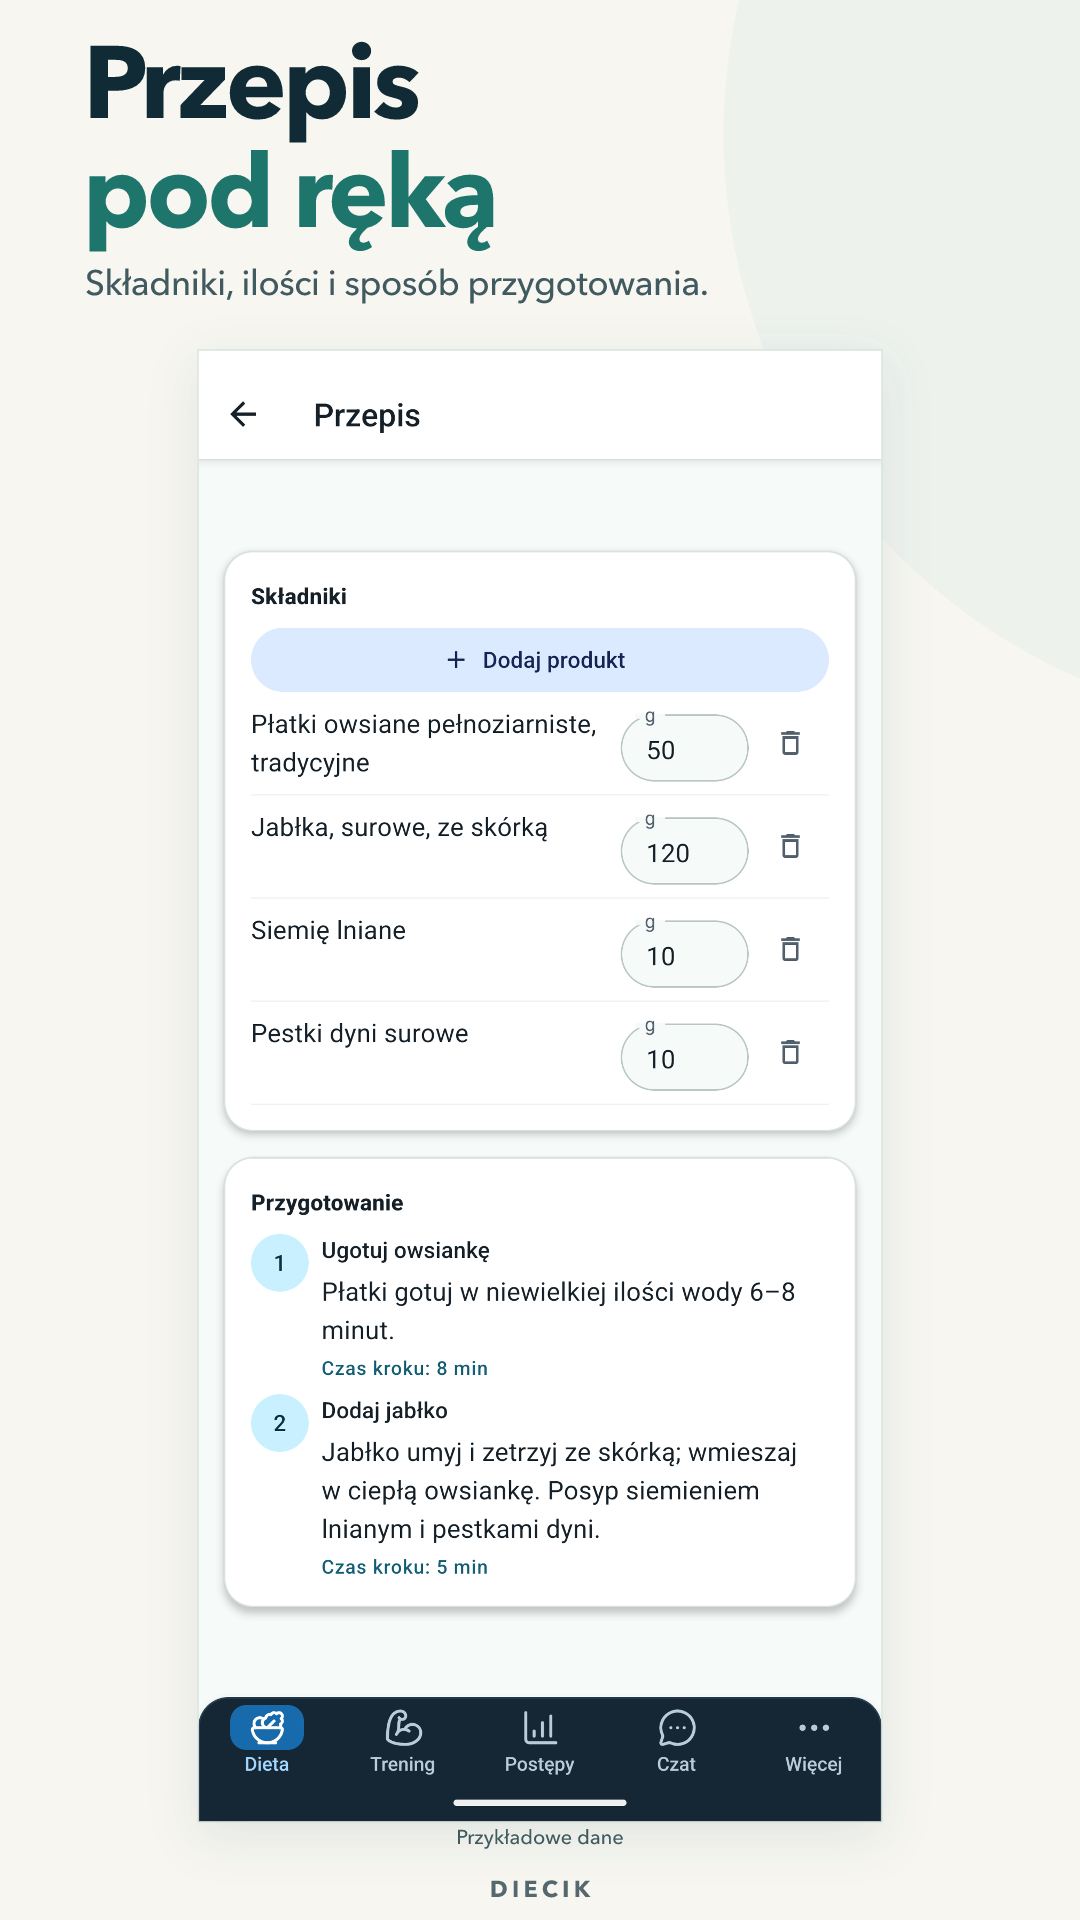 Przepis
pod ręką
Składniki, ilości i sposób przygotowania.
Przepis
Składniki
+ Dodaj produkt
Płatki owsiane pełnoziarniste,
tradycyjne
g
50
Jabłka, surowe, ze skórką
g
120
Siemię lniane
g
10
Pestki dyni surowe
g
10
Przygotowanie
1
Ugotuj owsiankę
Płatki gotuj w niewielkiej ilości wody 6–8
minut.
Czas kroku: 8 min
2
Dodaj jabłko
Jabłko umyj i zetrzyj ze skórką; wmieszaj
w ciepłą owsiankę. Posyp siemieniem
lnianym i pestkami dyni.
Czas kroku: 5 min
Dieta Trening Postępy Czat Więcej
Przykładowe dane
DIECIK